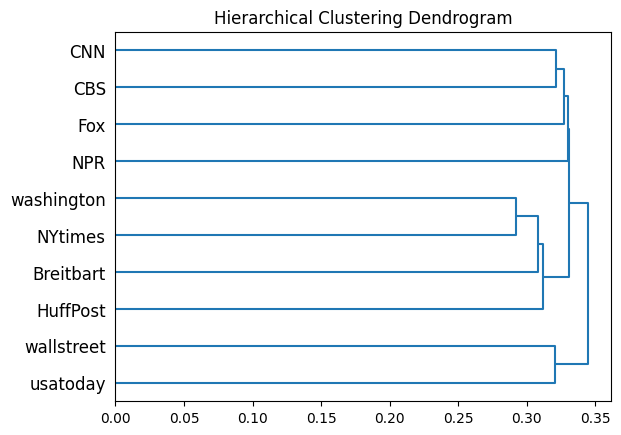 Hierarchical Clustering Dendrogram
CNN
CBS
Fox
NPR
washington
NYtimes
Breitbart
HuffPost
wallstreet
usatoday
0.00 0.05 0.10 0.15 0.20 0.25 0.30 0.35